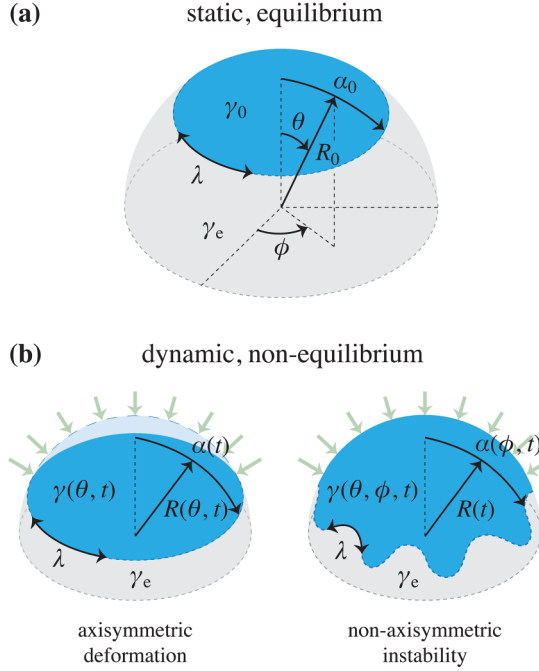 (a) static, equilibrium
α₀
γ₀
θ
R₀
λ
γₑ
ϕ
(b) dynamic, non-equilibrium
α(t)
γ(θ, t)
R(θ, t)
λ
γₑ
axisymmetric
deformation
α(ϕ, t)
γ(θ, ϕ, t)
R(t)
λ
γₑ
non-axisymmetric
instability